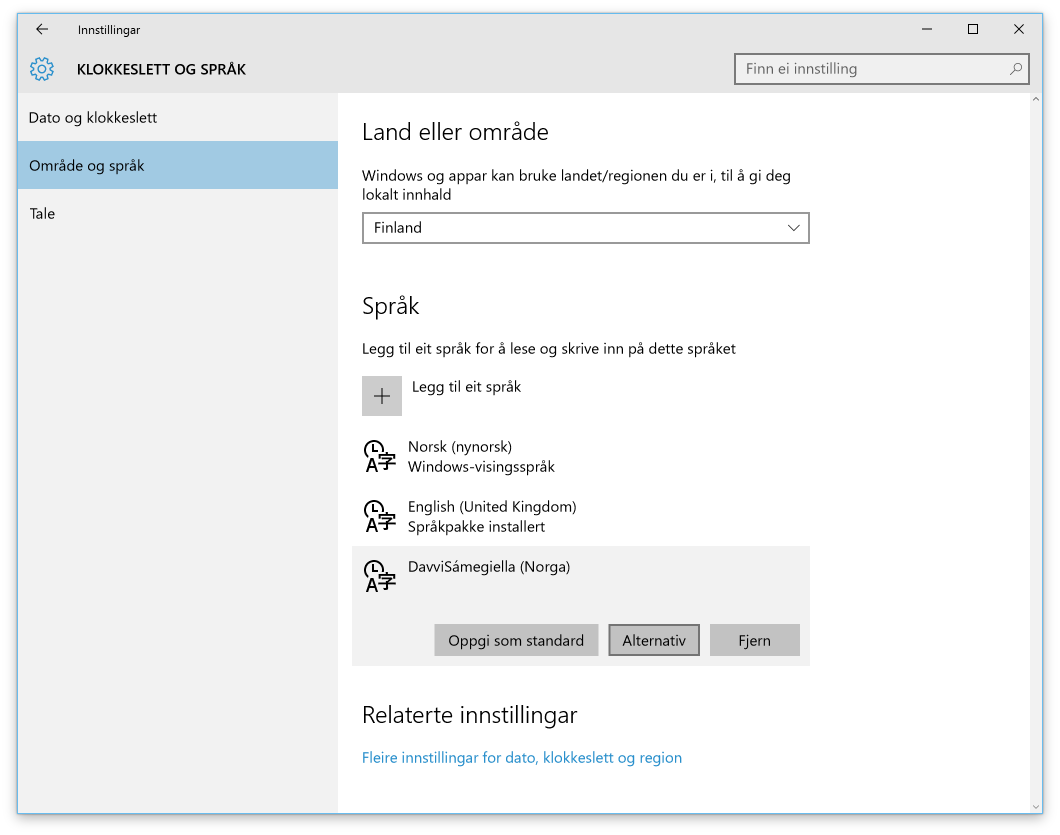 Innstillingar
KLOKKESLETT OG SPRÅK
Finn ei innstilling
Dato og klokkeslett
Område og språk
Tale
Land eller område
Windows og appar kan bruke landet/regionen du er i, til å gi deg
lokalt innhald
Finland
Språk
Legg til eit språk for å lese og skrive inn på dette språket
Legg til eit språk
Norsk (nynorsk)
Windows-visingsspråk
English (United Kingdom)
Språkpakke installert
DavviSámegiella (Norga)
Oppgi som standard
Alternativ
Fjern
Relaterte innstillingar
Fleire innstillingar for dato, klokkeslett og region